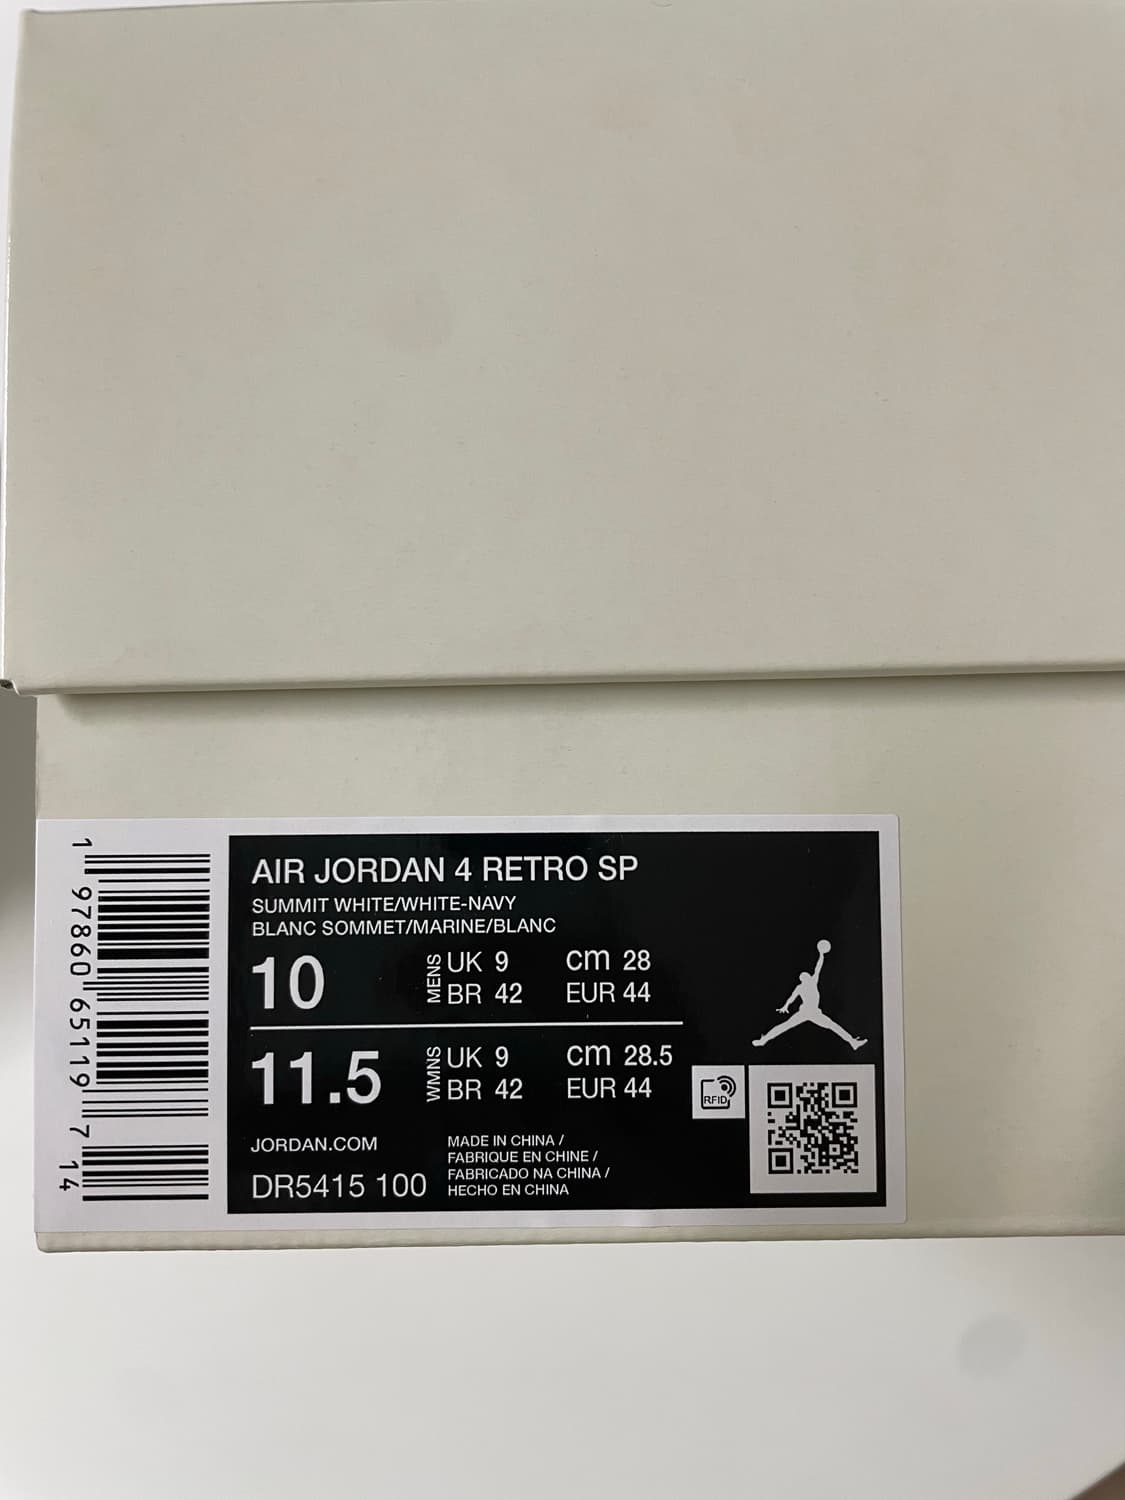 AIR JORDAN 4 RETRO SP
SUMMIT WHITE/WHITE-NAVY
BLANC SOMMET/MARINE/BLANC
10 MENS UK 9 cm 28
BR 42 EUR 44
11.5 WMNS UK 9 cm 28.5
BR 42 EUR 44
JORDAN.COM
DR5415 100
MADE IN CHINA /
FABRIQUE EN CHINE /
FABRICADO NA CHINA /
HECHO EN CHINA
RFID
1 97860 65119 7 14